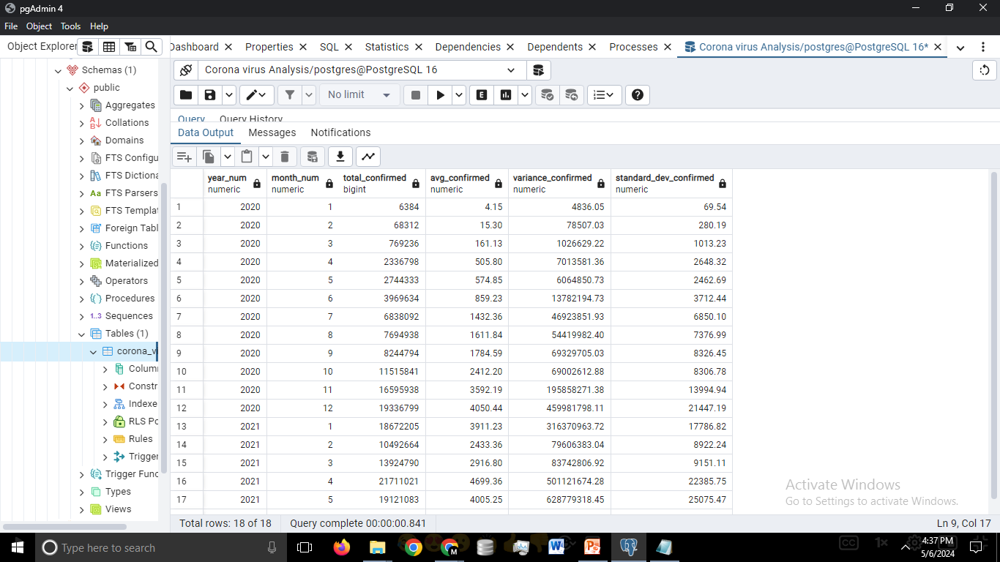 pgAdmin 4
File Object Tools Help
Object Explorer
Dashboard Properties SQL Statistics Dependencies Dependents Processes Corona virus Analysis/postgres@PostgreSQL 16*
Schemas (1)
public
Aggregates
Collations
Domains
FTS Configu
FTS Dictiona
FTS Parsers
FTS Templat
Foreign Tabl
Functions
Materialized
Operators
Procedures
1..3 Sequences
Tables (1)
corona_vi
Colum
Constr
Indexe
RLS Po
Rules
Trigger
Trigger Func
Types
Views
Corona virus Analysis/postgres@PostgreSQL 16
No limit
Query Query History
Data Output Messages Notifications
year_num month_num total_confirmed avg_confirmed variance_confirmed standard_dev_confirmed
numeric numeric bigint numeric numeric numeric
1 2020 1 6384 4.15 4836.05 69.54
2 2020 2 68312 15.30 78507.03 280.19
3 2020 3 769236 161.13 1026629.22 1013.23
4 2020 4 2336798 505.80 7013581.36 2648.32
5 2020 5 2744333 574.85 6064850.73 2462.69
6 2020 6 3969634 859.23 13782194.73 3712.44
7 2020 7 6838092 1432.36 46923851.93 6850.10
8 2020 8 7694938 1611.84 54419982.40 7376.99
9 2020 9 8244794 1784.59 69329705.03 8326.45
10 2020 10 11515841 2412.20 69002612.88 8306.78
11 2020 11 16595938 3592.19 195858271.38 13994.94
12 2020 12 19336799 4050.44 459981798.11 21447.19
13 2021 1 18672205 3911.23 316370963.72 17786.82
14 2021 2 10492664 2433.36 79606383.04 8922.24
15 2021 3 13924790 2916.80 83742806.92 9151.11
16 2021 4 21711021 4699.36 501121674.28 22385.75
17 2021 5 19121083 4005.25 628779318.45 25075.47
Activate Windows
Go to Settings to activate Windows.
Total rows: 18 of 18 Query complete 00:00:00.841 Ln 9, Col 17
Type here to search
4:37 PM
5/6/2024